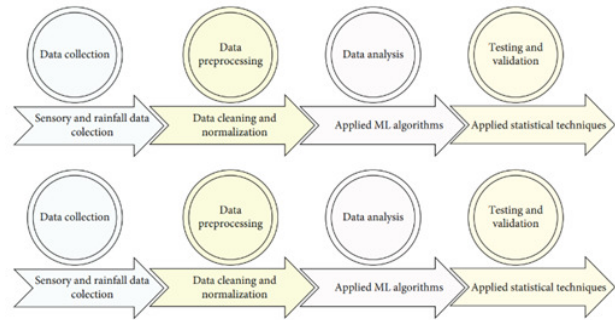 Data collection
Data
preprocessing
Data analysis
Testing and
validation
Sensory and rainfall data
colection
Data cleaning and
normalization
Applied ML algorithms
Applied statistical techniques
Data collection
Data
preprocessing
Data analysis
Testing and
validation
Sensory and rainfall data
colection
Data cleaning and
normalization
Applied ML algorithms
Applied statistical techniques